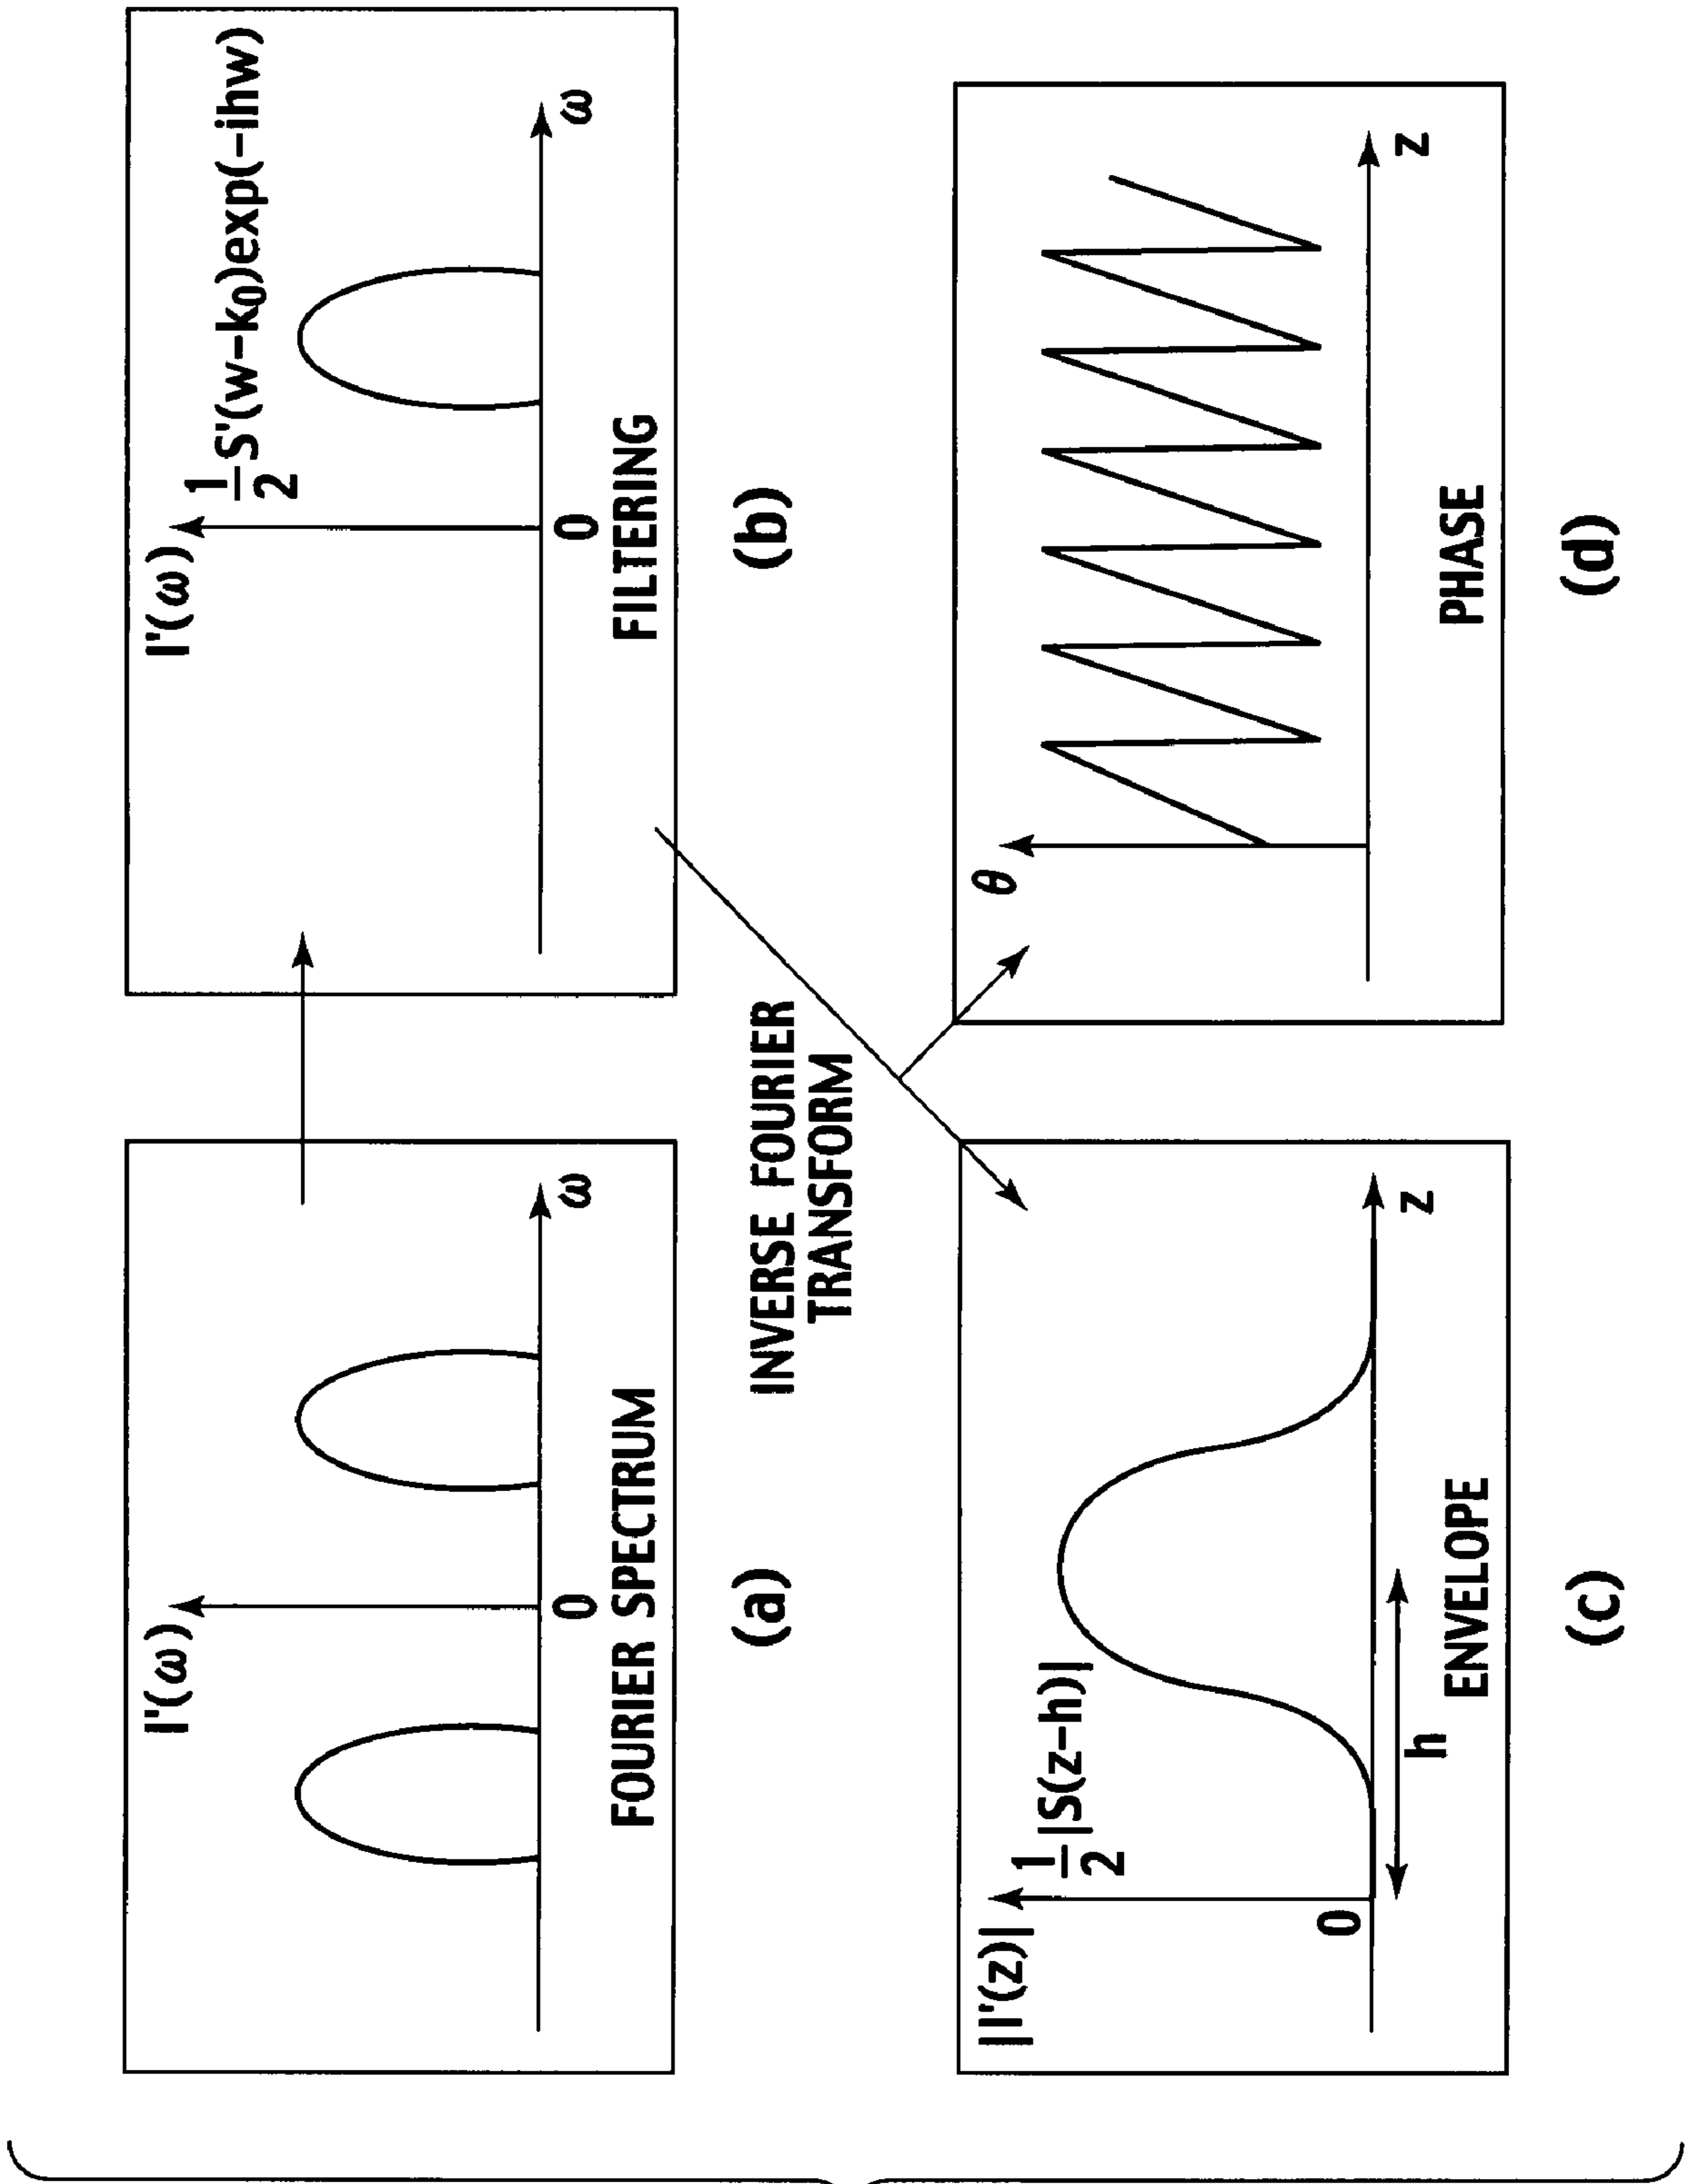 I'(ω)
ω
0
FOURIER SPECTRUM
(a)
I'(ω)
1/2 S'(w-k₀)exp(-ihw)
ω
0
FILTERING
(b)
INVERSE FOURIER
TRANSFORM
|I'(z)|
1/2 |S(z-h)|
z
0
h
ENVELOPE
(c)
θ
z
PHASE
(d)